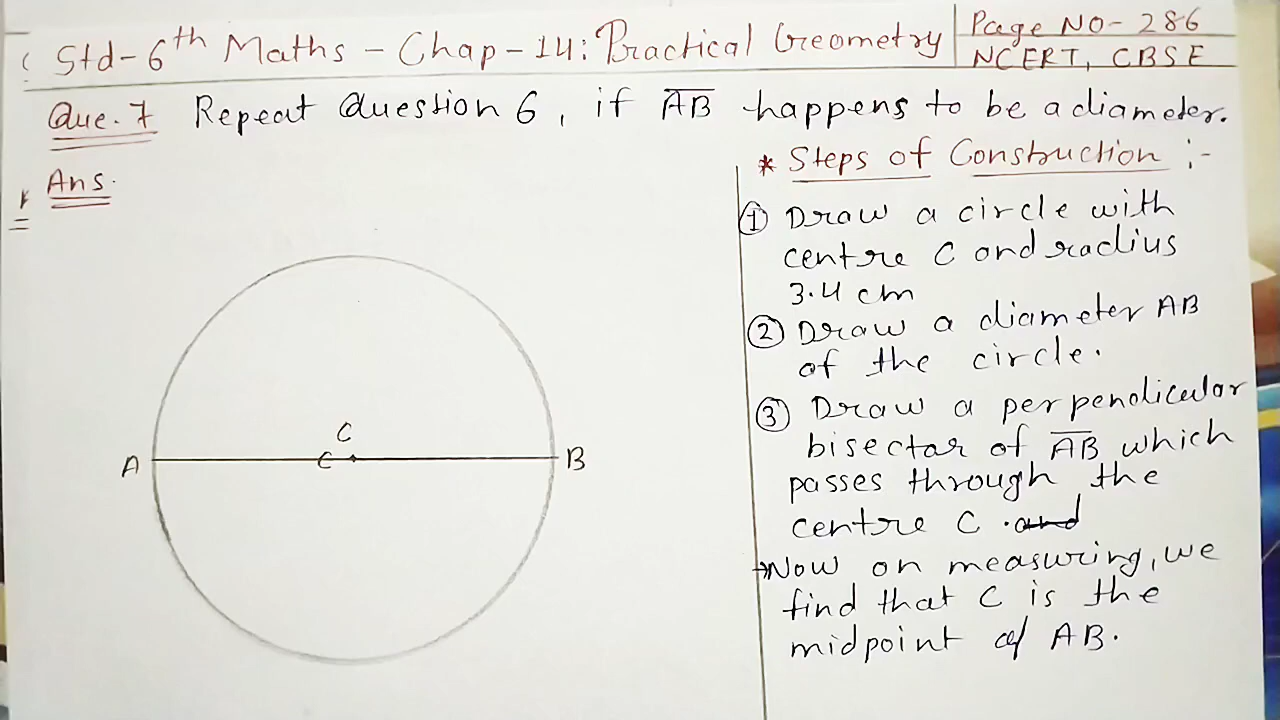 Std-6th Maths - Chap-14: Practical Geometry
Page NO- 286
NCERT, CBSE
Que. 7 Repeat Question 6, if AB happens to be a diameter.
Ans.
* Steps of Construction :-
① Draw a circle with
centre C and radius
3.4 cm
② Draw a diameter AB
of the circle.
③ Draw a perpendicular
bisector of AB which
passes through the
centre C. and
→Now on measuring, we
find that C is the
midpoint of AB.
C
A
C
B